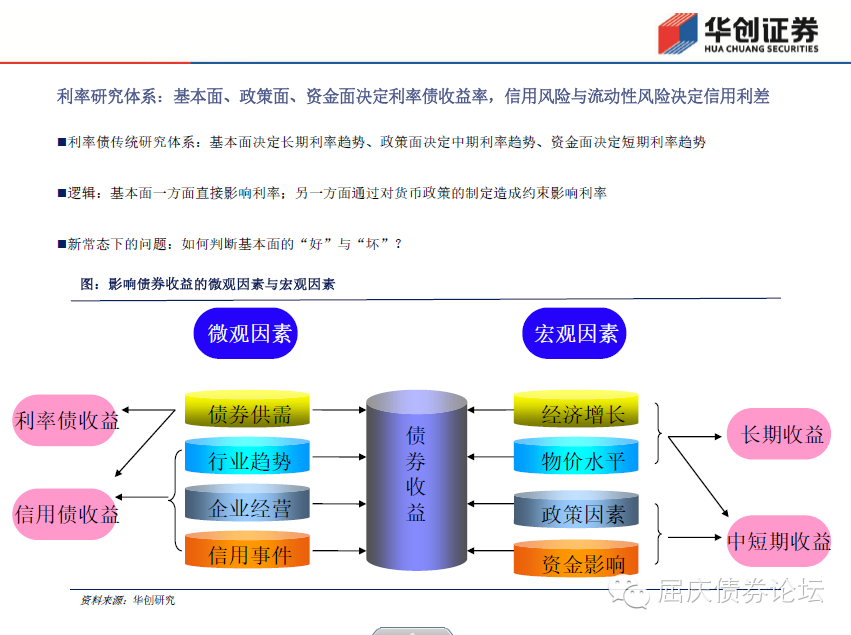 华创证券
HUA CHUANG SECURITIES
利率研究体系：基本面、政策面、资金面决定利率债收益率，信用风险与流动性风险决定信用利差
■利率债传统研究体系：基本面决定长期利率趋势、政策面决定中期利率趋势、资金面决定短期利率趋势
■逻辑：基本面一方面直接影响利率；另一方面通过对货币政策的制定造成约束影响利率
■新常态下的问题：如何判断基本面的“好”与“坏”？
图：影响债券收益的微观因素与宏观因素
微观因素
宏观因素
利率债收益
信用债收益
债券供需
行业趋势
企业经营
信用事件
债券收益
经济增长
物价水平
政策因素
资金影响
长期收益
中短期收益
资料来源：华创研究
屈庆债券论坛